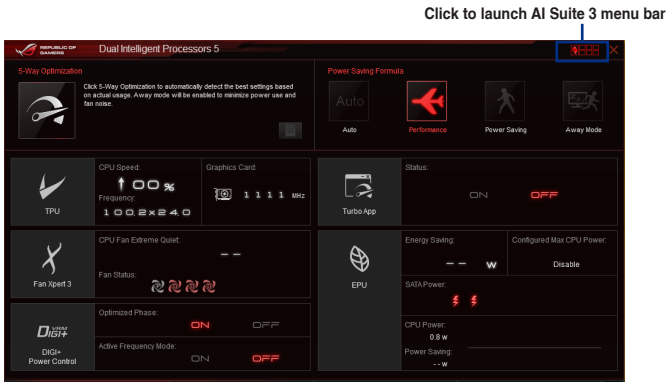 Click to launch AI Suite 3 menu bar
REPUBLIC OF
GAMERS
Dual Intelligent Processors 5
5-Way Optimization
Click 5-Way Optimization to automatically detect the best settings based
on actual usage. Away mode will be enabled to minimize power use and
fan noise.
Power Saving Formula
Auto
Auto
Performance
Power Saving
Away Mode
TPU
CPU Speed:
00 %
Frequency:
100.2x24.0
Graphics Card:
1111 MHz
Turbo App
Status:
ON OFF
Fan Xpert 3
CPU Fan Extreme Quiet:
--
Fan Status:
EPU
Energy Saving:
-- w
Configured Max CPU Power:
Disable
SATA Power:
CPU Power:
0.8 w
Power Saving:
-- w
DIGI+ VRM
DIGI+
Power Control
Optimized Phase:
ON OFF
Active Frequency Mode:
ON OFF